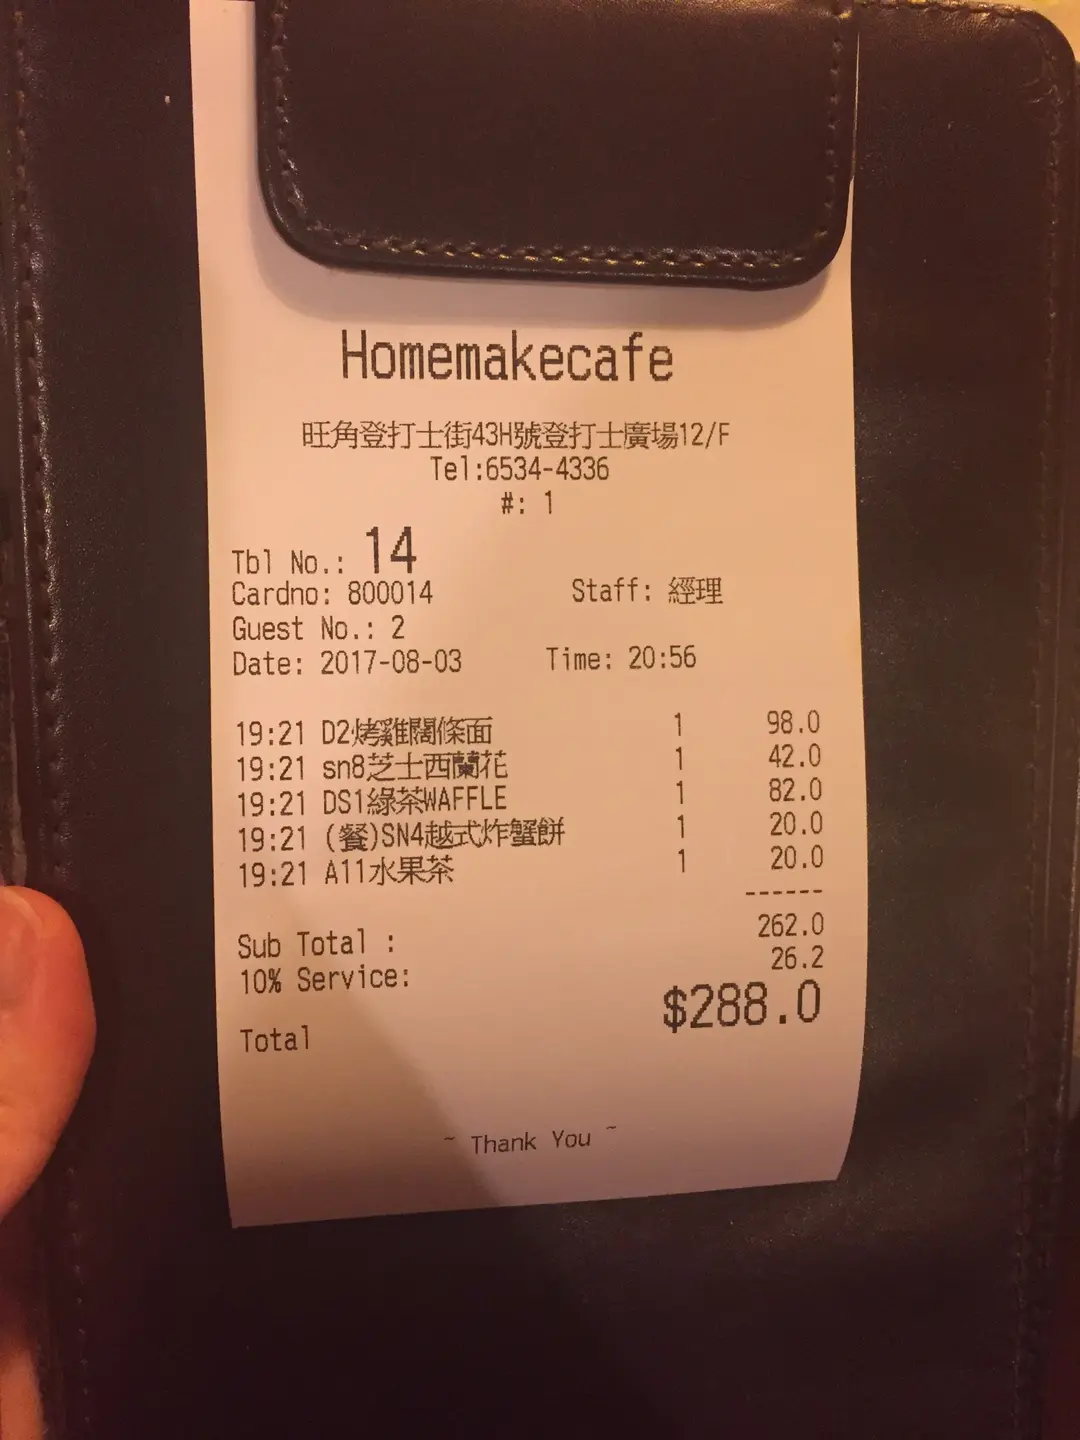 Homemakecafe
旺角登打士街43H號登打士廣場12/F
Tel:6534-4336
#: 1
Tbl No.: 14
Cardno: 800014 Staff: 經理
Guest No.: 2
Date: 2017-08-03 Time: 20:56
19:21 D2烤雞闊條面 1 98.0
19:21 sn8芝士西蘭花 1 42.0
19:21 DS1綠茶WAFFLE 1 82.0
19:21 (餐)SN4越式炸蟹餅 1 20.0
19:21 A11水果茶 1 20.0
------
Sub Total : 262.0
10% Service: 26.2
Total $288.0
~ Thank You ~